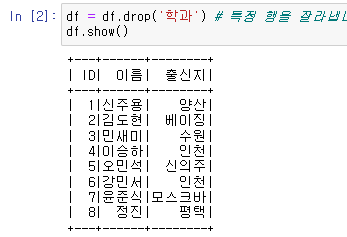 In [2]: df = df.drop('학과') # 특정 행을 잘라냅
df.show()
+---+------+--------+
| ID| 이름| 출신지|
+---+------+--------+
| 1|신주용| 양산|
| 2|김도현| 베이징|
| 3|민새미| 수원|
| 4|이승하| 인천|
| 5|오민석| 신의주|
| 6|강민서| 인천|
| 7|윤준식|모스크바|
| 8| 정진| 평택|
+---+------+--------+